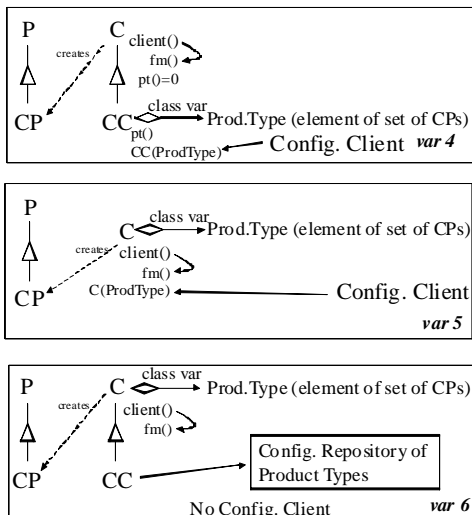 P
C
client()
creates
fm()
pt()=0
class var
CP
CC
Prod.Type (element of set of CPs)
pt()
CC(ProdType)
Config. Client
var 4
P
class var
C
Prod.Type (element of set of CPs)
creates
client()
fm()
CP
C(ProdType)
Config. Client
var 5
P
C
class var
Prod.Type (element of set of CPs)
creates
client()
fm()
Config. Repository of
Product Types
CP
CC
No Config. Client
var 6